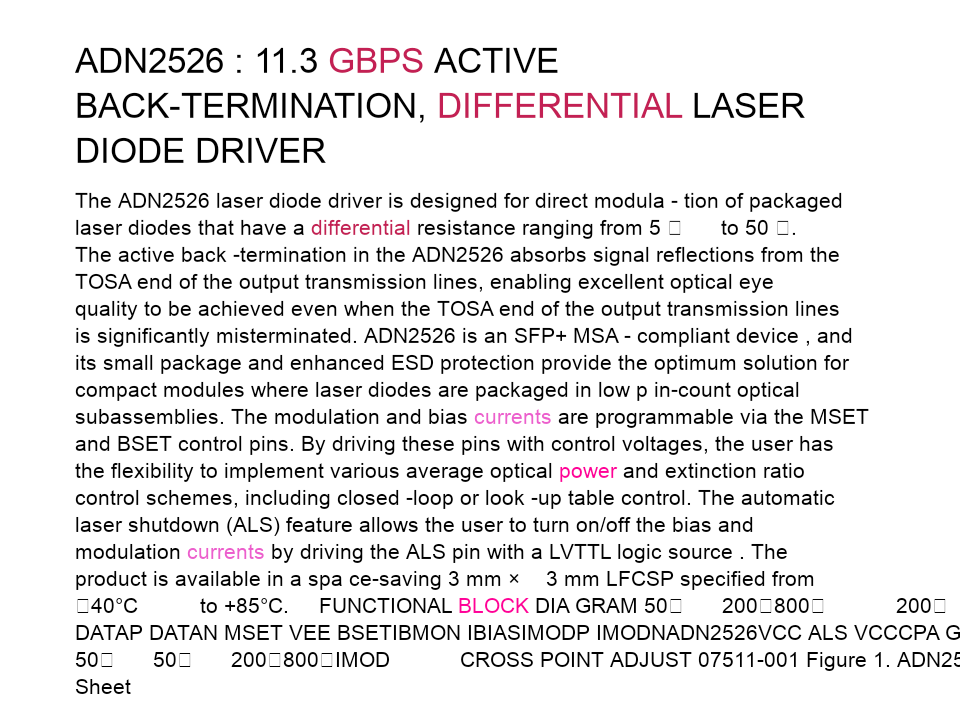 ADN2526 : 11.3 GBPS ACTIVE
BACK-TERMINATION, DIFFERENTIAL LASER
DIODE DRIVER
The ADN2526 laser diode driver is designed for direct modula - tion of packaged
laser diodes that have a differential resistance ranging from 5 □ to 50 □.
The active back -termination in the ADN2526 absorbs signal reflections from the
TOSA end of the output transmission lines, enabling excellent optical eye
quality to be achieved even when the TOSA end of the output transmission lines
is significantly misterminated. ADN2526 is an SFP+ MSA - compliant device , and
its small package and enhanced ESD protection provide the optimum solution for
compact modules where laser diodes are packaged in low p in-count optical
subassemblies. The modulation and bias currents are programmable via the MSET
and BSET control pins. By driving these pins with control voltages, the user has
the flexibility to implement various average optical power and extinction ratio
control schemes, including closed -loop or look -up table control. The automatic
laser shutdown (ALS) feature allows the user to turn on/off the bias and
modulation currents by driving the ALS pin with a LVTTL logic source . The
product is available in a spa ce-saving 3 mm × 3 mm LFCSP specified from
□40°C to +85°C. FUNCTIONAL BLOCK DIA GRAM 50□ 200□800□ 200□
DATAP DATAN MSET VEE BSETIBMON IBIASIMODP IMODNADN2526VCC ALS VCCCPA G
50□ 50□ 200□800□IMOD CROSS POINT ADJUST 07511-001 Figure 1. ADN25
Sheet